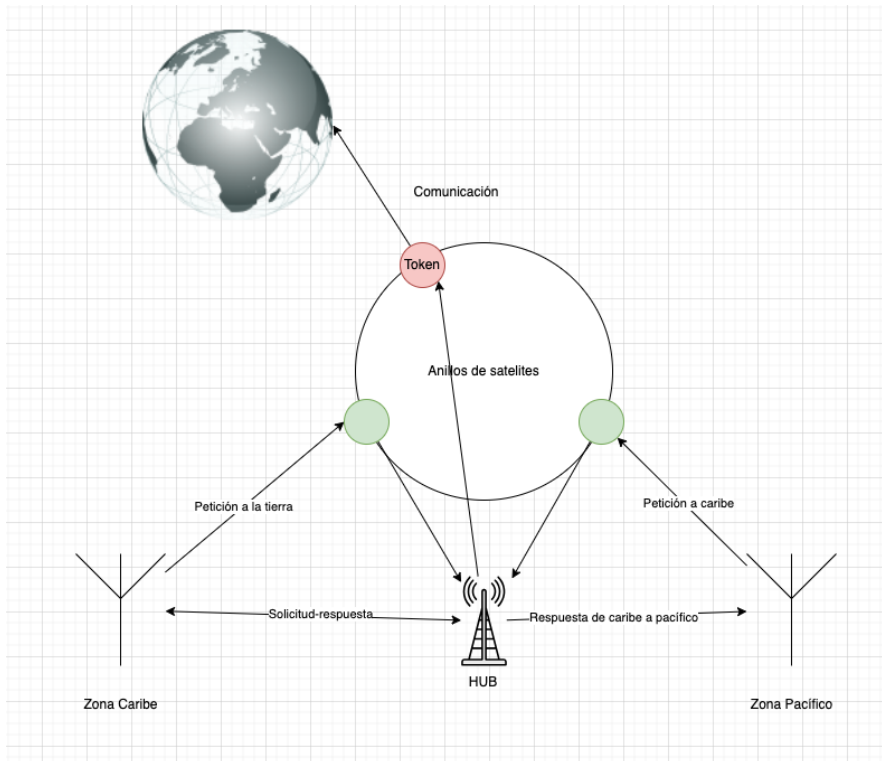 Comunicación
Token
Anillos de satelites
Petición a la tierra
Petición a caribe
Solicitud-respuesta
Respuesta de caribe a pacífico
HUB
Zona Caribe
Zona Pacífico